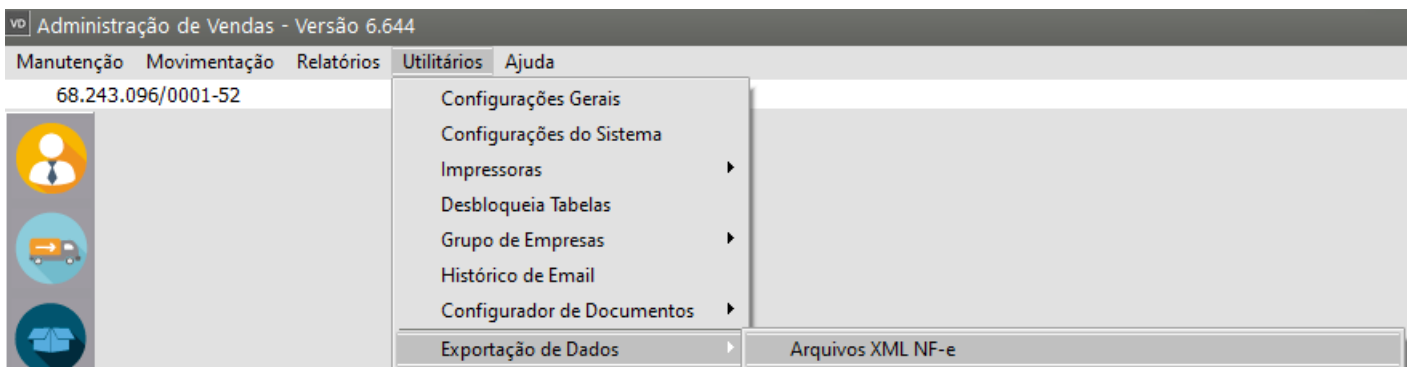 VD Administração de Vendas - Versão 6.644
Manutenção Movimentação Relatórios Utilitários Ajuda
68.243.096/0001-52
Configurações Gerais
Configurações do Sistema
Impressoras
Desbloqueia Tabelas
Grupo de Empresas
Histórico de Email
Configurador de Documentos
Exportação de Dados Arquivos XML NF-e